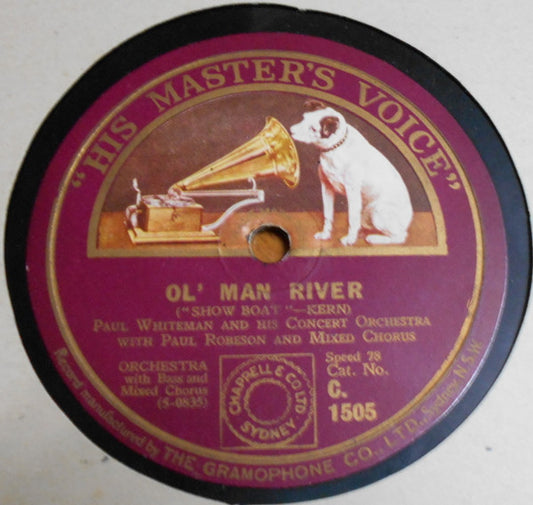 "HIS MASTER'S VOICE"
OL' MAN RIVER
("SHOW BOAT"—KERN)
PAUL WHITEMAN AND HIS CONCERT ORCHESTRA
WITH PAUL ROBESON AND MIXED CHORUS
ORCHESTRA
with Bass and
Mixed Chorus
(5-0835)
CHAPPELL & CO LTD.
SYDNEY
Speed 78
Cat. No.
C.
1505
Record manufactured by THE GRAMOPHONE CO., LTD., Sydney N.S.W.